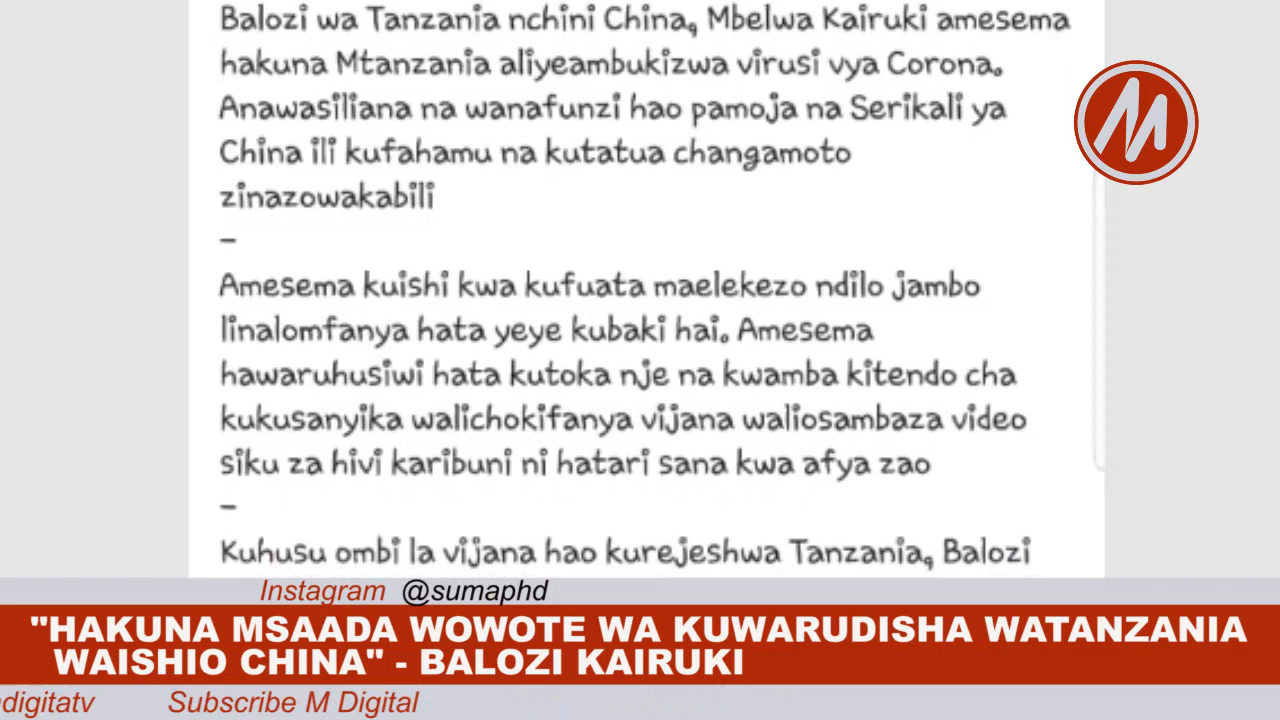 Balozi wa Tanzania nchini China, Mbelwa Kairuki amesema
hakuna Mtanzania aliyeambukizwa virusi vya Corona.
Anawasiliana na wanafunzi hao pamoja na Serikali ya
China ili kufahamu na kutatua changamoto
zinazowakabili
–
Amesema kuishi kwa kufuata maelekezo ndilo jambo
linalomfanya hata yeye kubaki hai. Amesema
hawaruhusiwi hata kutoka nje na kwamba kitendo cha
kukusanyika walichokifanya vijana waliosambaza video
siku za hivi karibuni ni hatari sana kwa afya zao
–
Kuhusu ombi la vijana hao kurejeshwa Tanzania, Balozi
M
Instagram @sumaphd
"HAKUNA MSAADA WOWOTE WA KUWARUDISHA WATANZANIA
WAISHIO CHINA" - BALOZI KAIRUKI
digitatv Subscribe M Digital